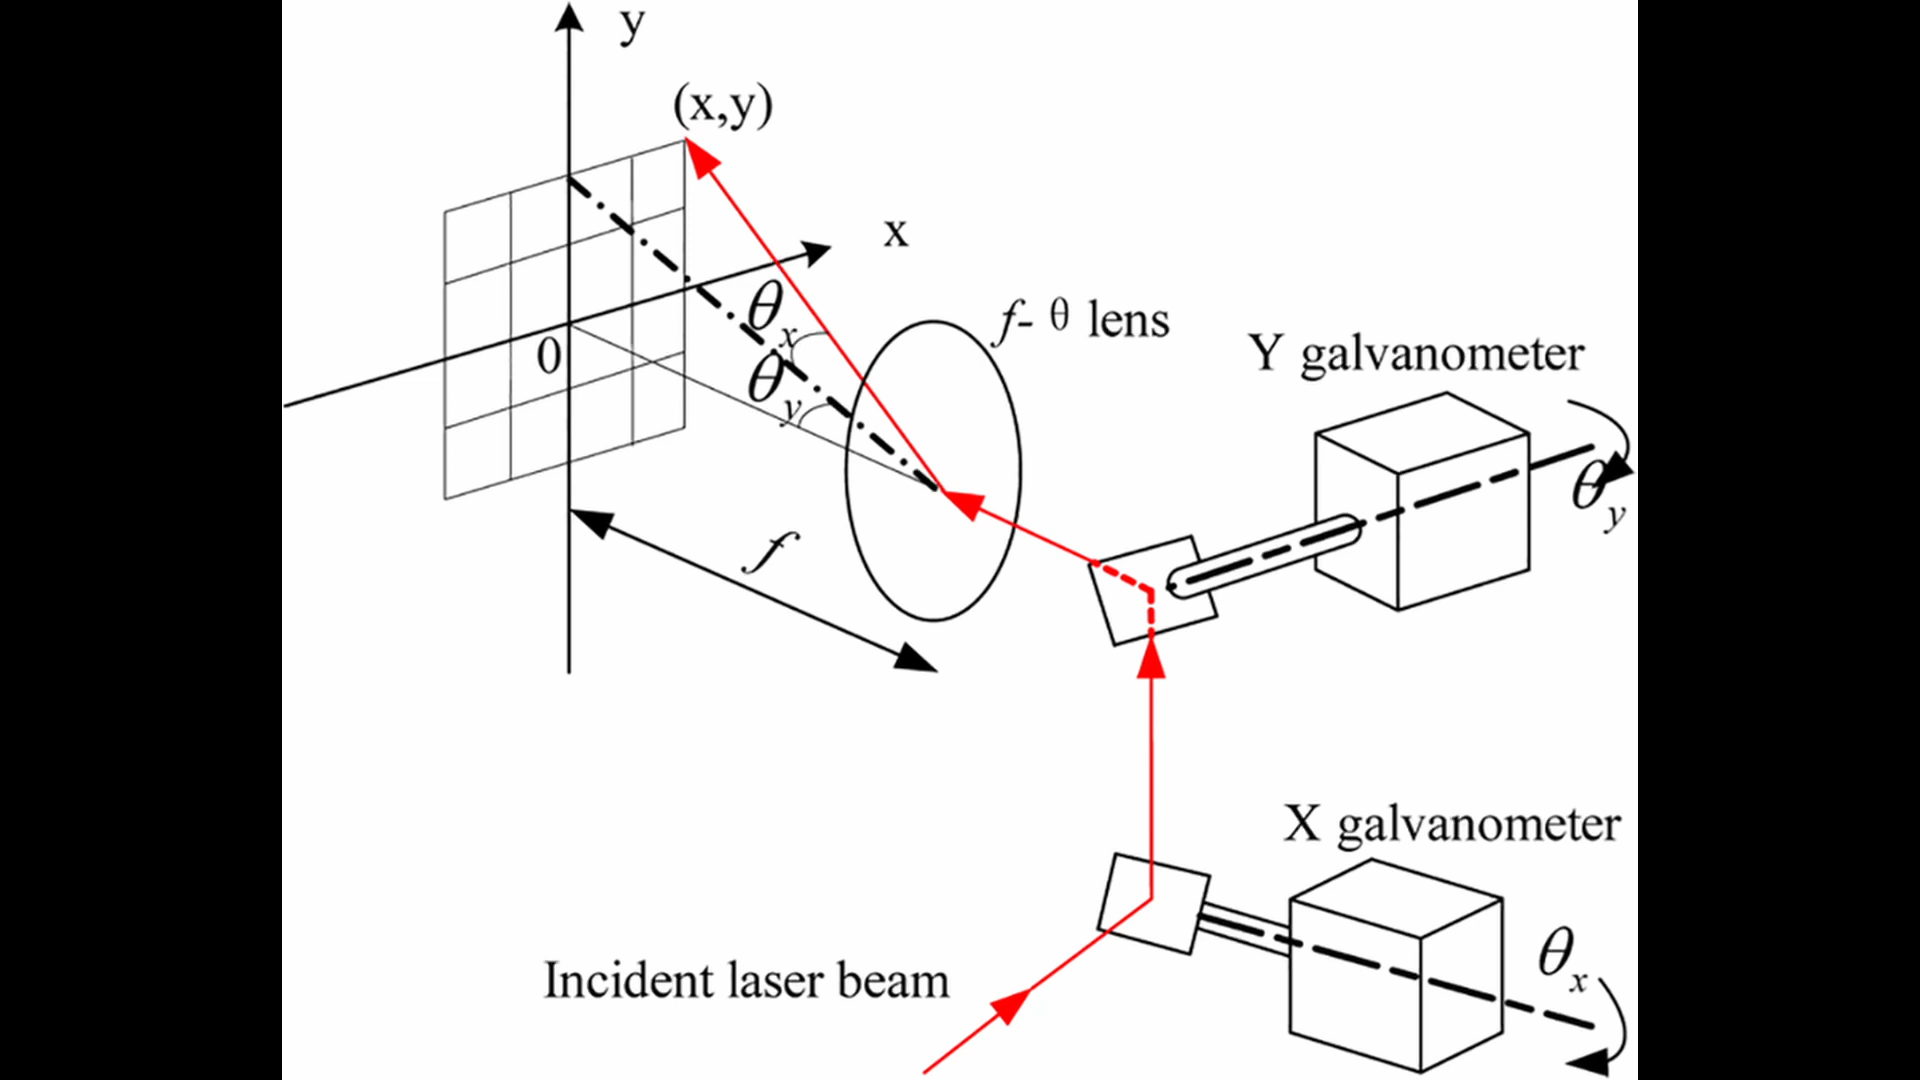 y
(x,y)
x
θx
f- θ lens
0
θy
Y galvanometer
θy
f
X galvanometer
θx
Incident laser beam